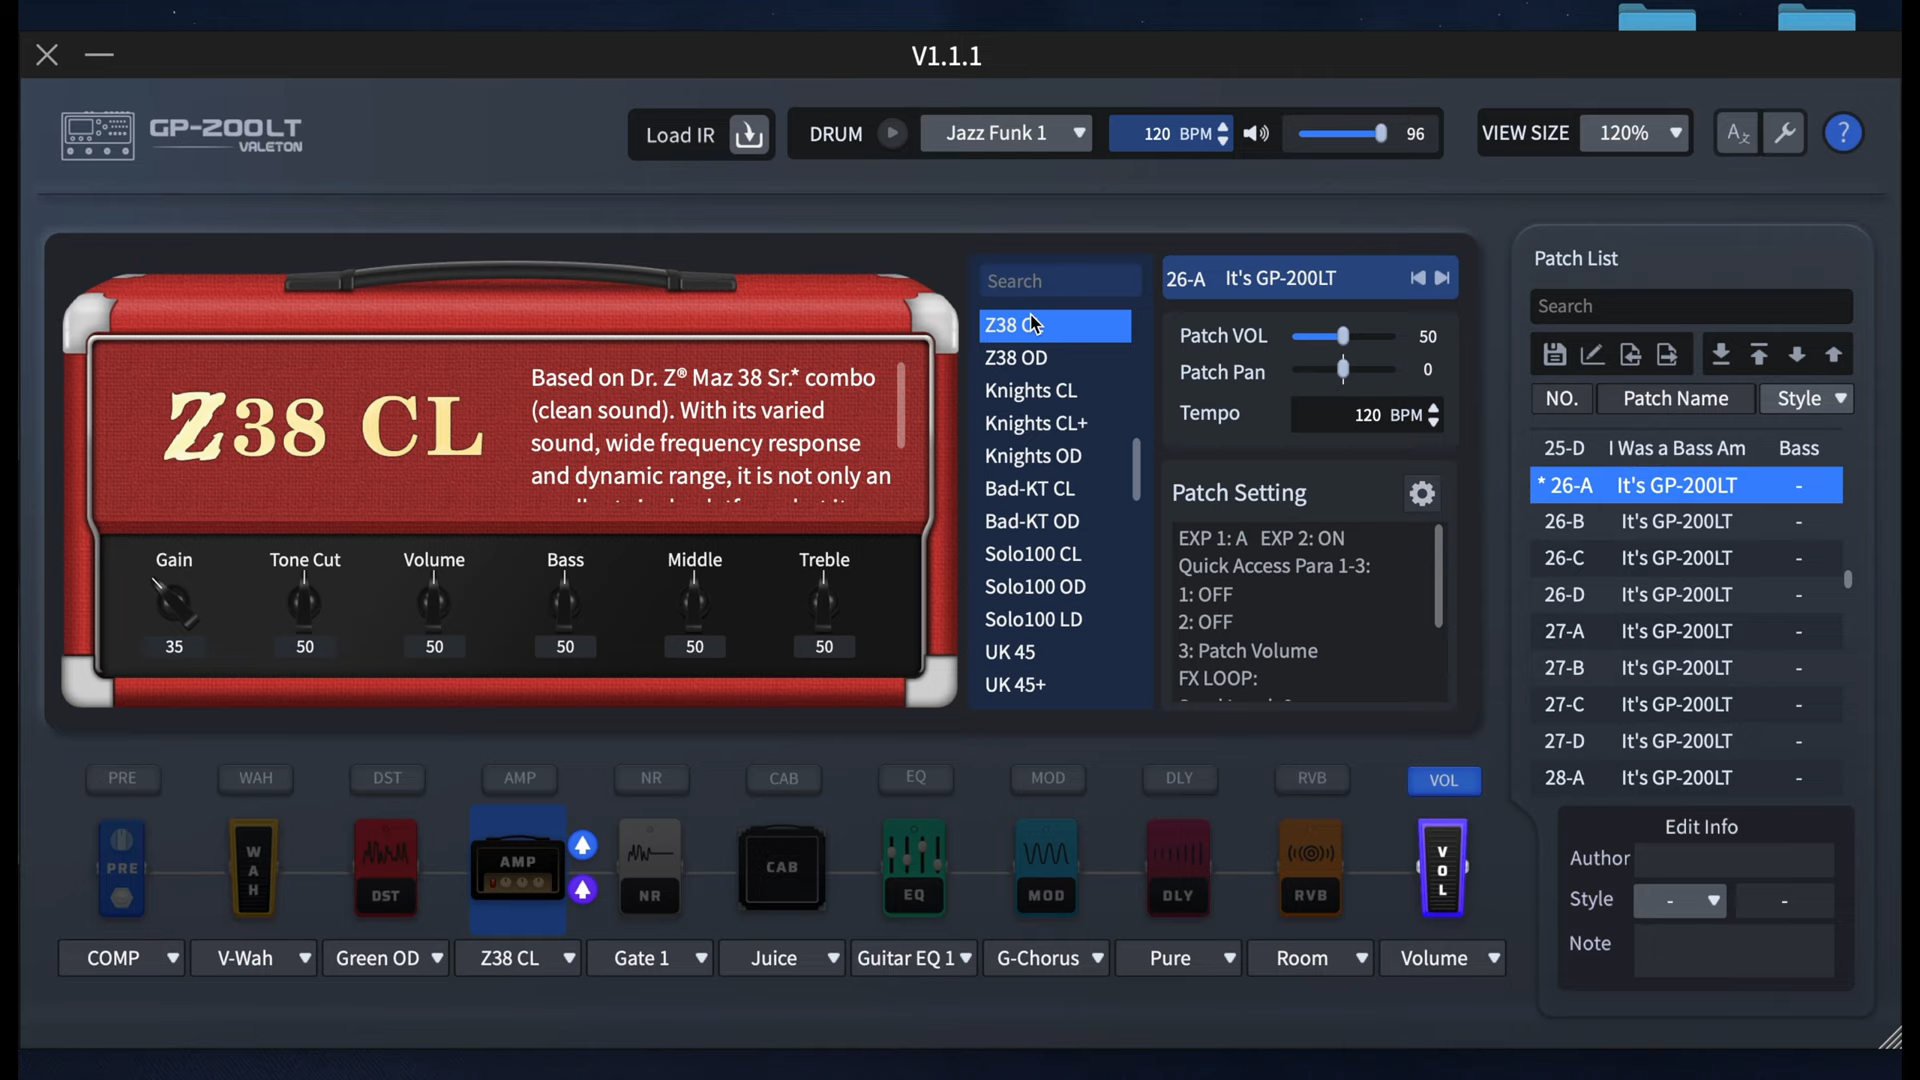 V1.1.1
GP-200LT
VALETON
Load IR
DRUM
Jazz Funk 1
120 BPM
96
VIEW SIZE
120%
?
Z38 CL
Based on Dr. Z® Maz 38 Sr.* combo
(clean sound). With its varied
sound, wide frequency response
and dynamic range, it is not only an
Gain
Tone Cut
Volume
Bass
Middle
Treble
35
50
50
50
50
50
Search
Z38 CL
Z38 OD
Knights CL
Knights CL+
Knights OD
Bad-KT CL
Bad-KT OD
Solo100 CL
Solo100 OD
Solo100 LD
UK 45
UK 45+
26-A It's GP-200LT
Patch VOL 50
Patch Pan 0
Tempo 120 BPM
Patch Setting
EXP 1: A EXP 2: ON
Quick Access Para 1-3:
1: OFF
2: OFF
3: Patch Volume
FX LOOP:
Patch List
Search
NO. Patch Name Style
25-D I Was a Bass Am Bass
* 26-A It's GP-200LT -
26-B It's GP-200LT -
26-C It's GP-200LT -
26-D It's GP-200LT -
27-A It's GP-200LT -
27-B It's GP-200LT -
27-C It's GP-200LT -
27-D It's GP-200LT -
28-A It's GP-200LT -
Edit Info
Author
Style - -
Note
PRE WAH DST AMP NR CAB EQ MOD DLY RVB VOL
PRE
WAH
DST
AMP
NR
CAB
EQ
MOD
DLY
RVB
VOL
COMP V-Wah Green OD Z38 CL Gate 1 Juice Guitar EQ 1 G-Chorus Pure Room Volume